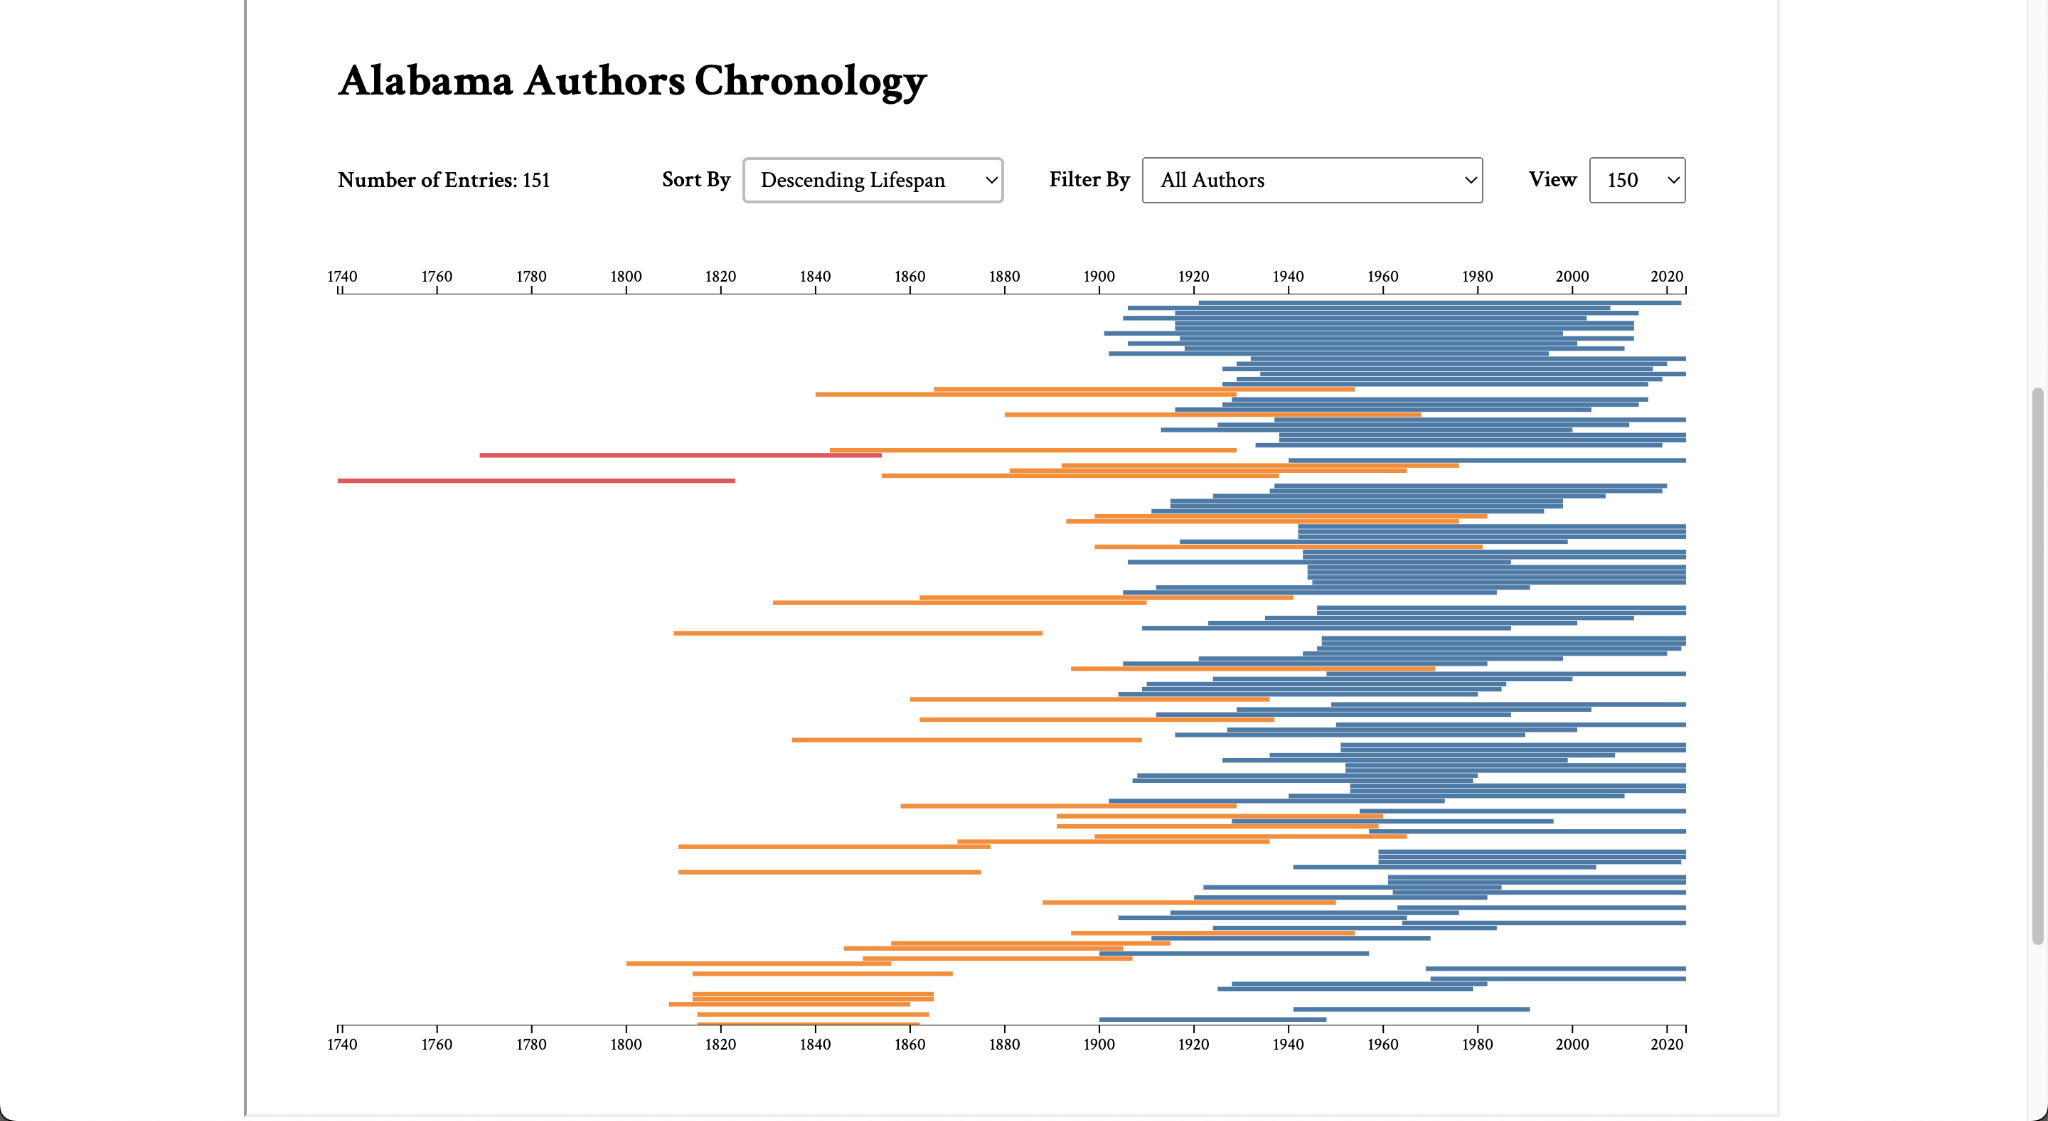 Alabama Authors Chronology
Number of Entries: 151 Sort By Descending Lifespan Filter By All Authors View 150
1740 1760 1780 1800 1820 1840 1860 1880 1900 1920 1940 1960 1980 2000 2020
1740 1760 1780 1800 1820 1840 1860 1880 1900 1920 1940 1960 1980 2000 2020